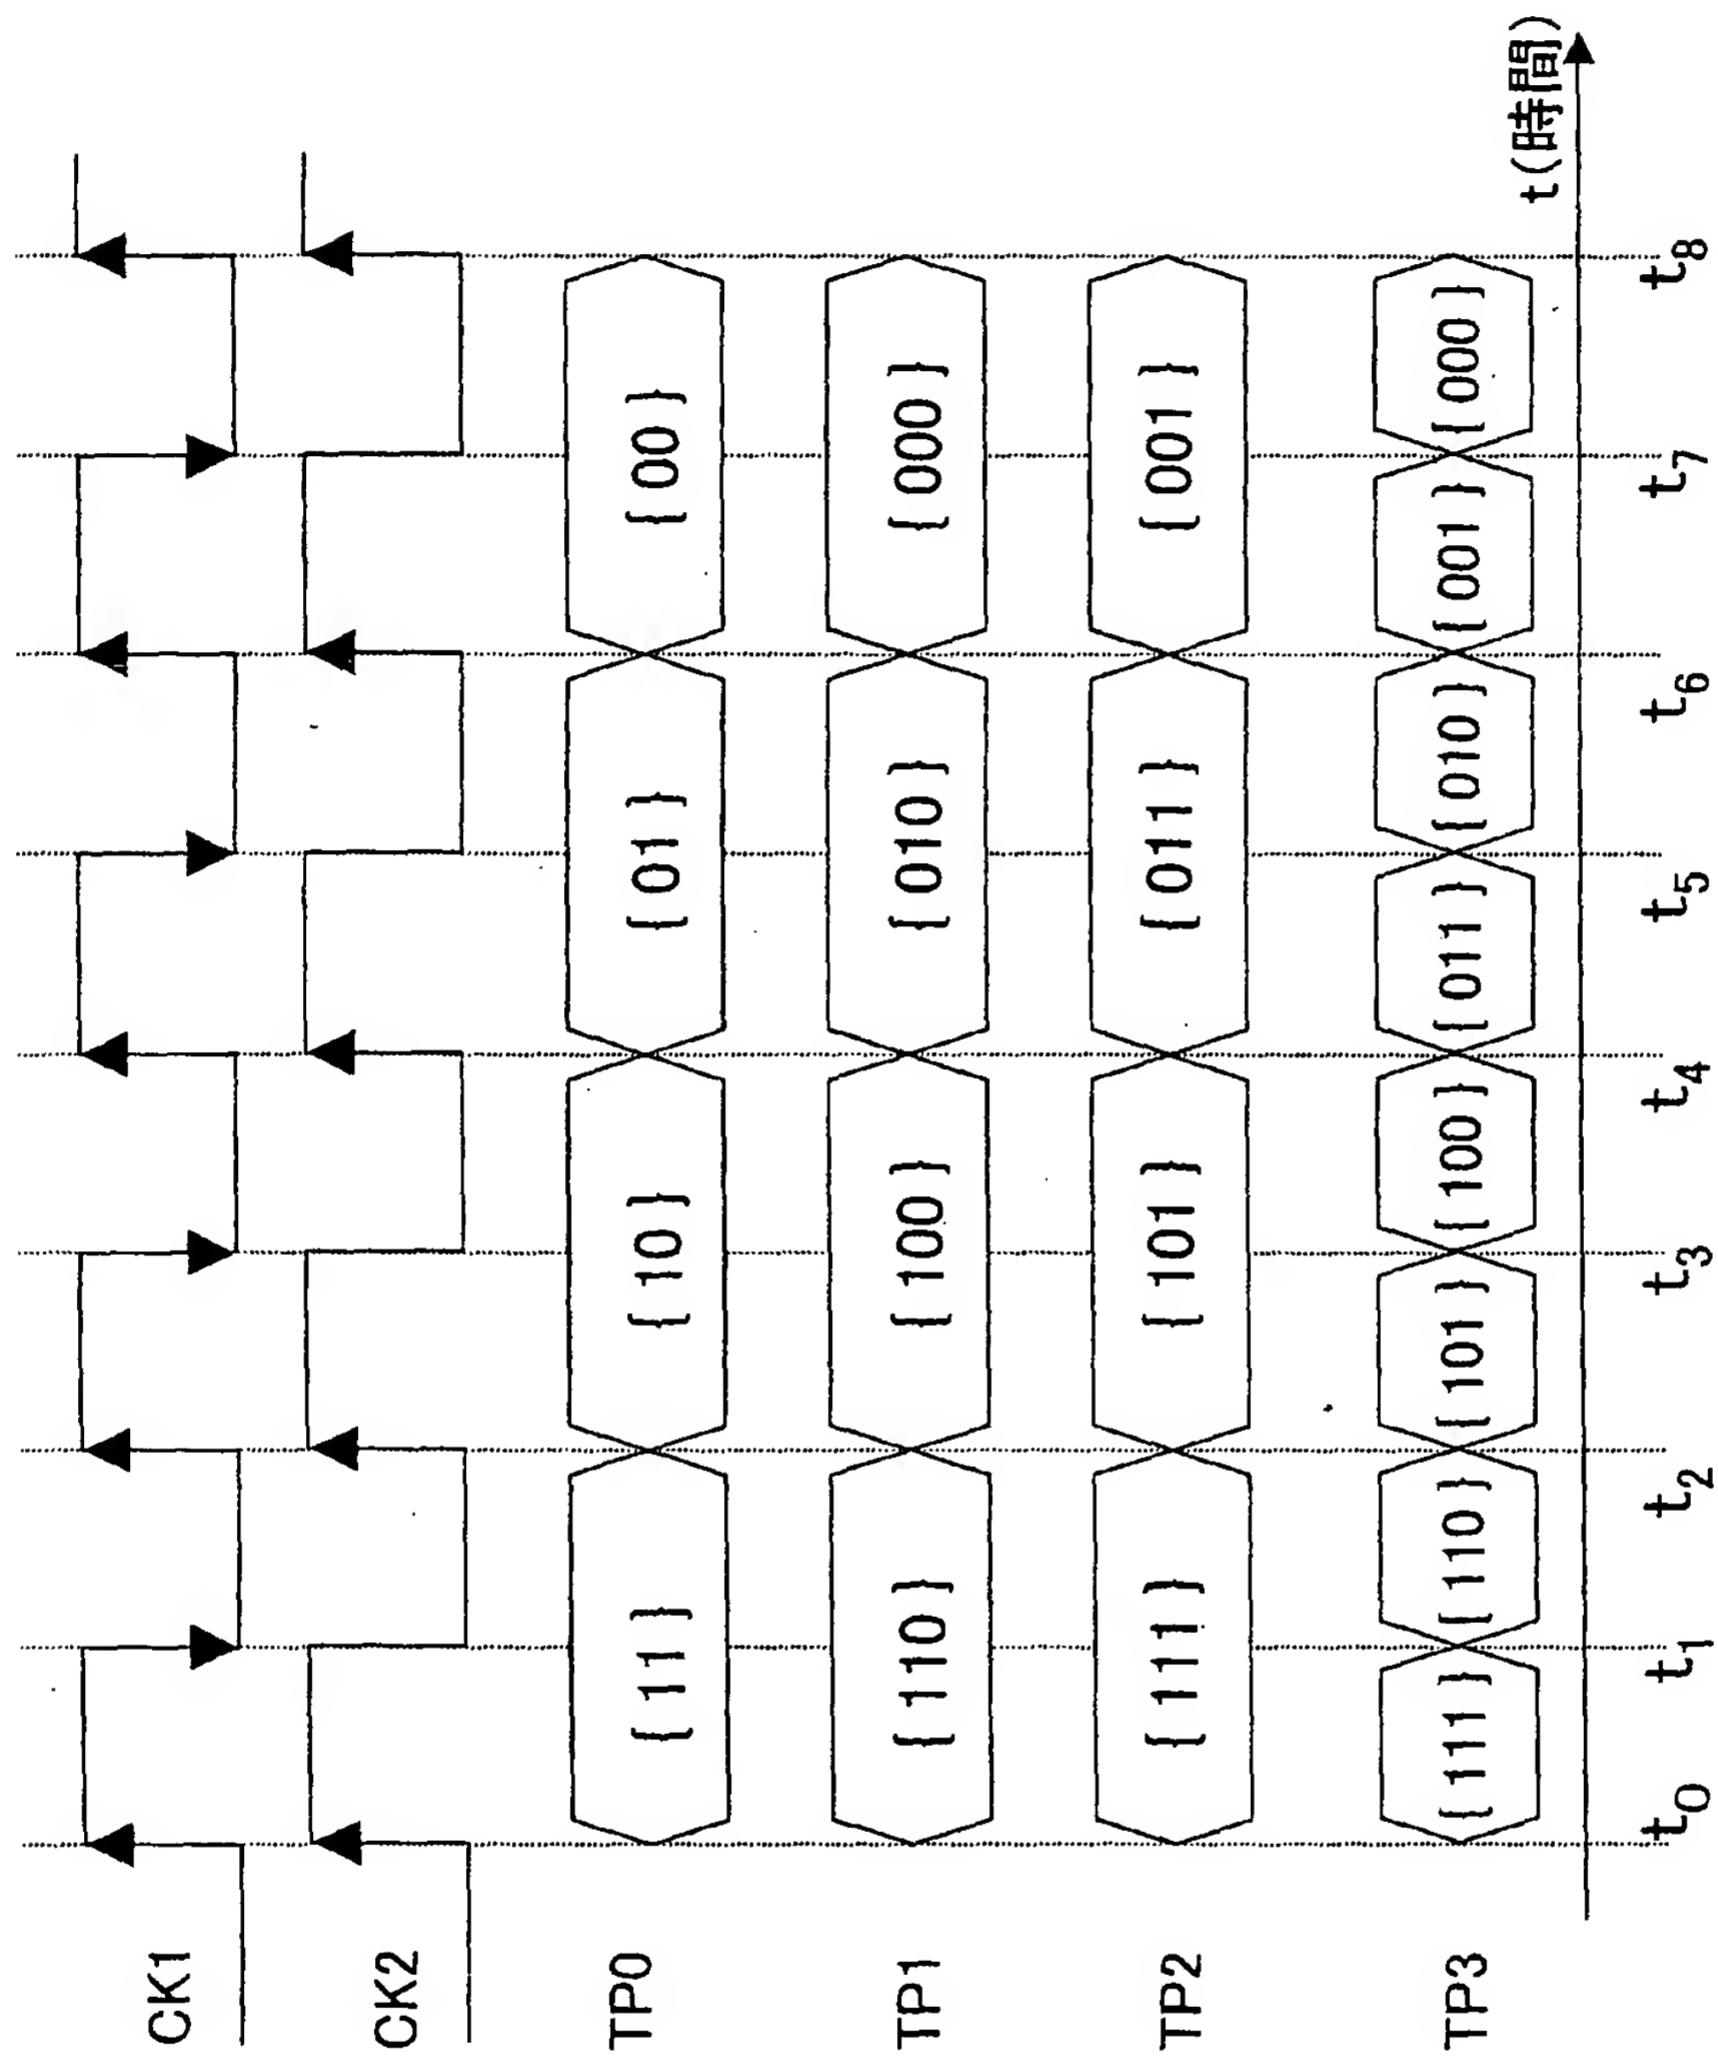 CK1
CK2
TP0 {11} {10} {01} {00}
TP1 {110} {100} {010} {000}
TP2 {111} {101} {011} {001}
TP3 {111} {110} {101} {100} {011} {010} {001} {000}
t(時間)
t0 t1 t2 t3 t4 t5 t6 t7 t8